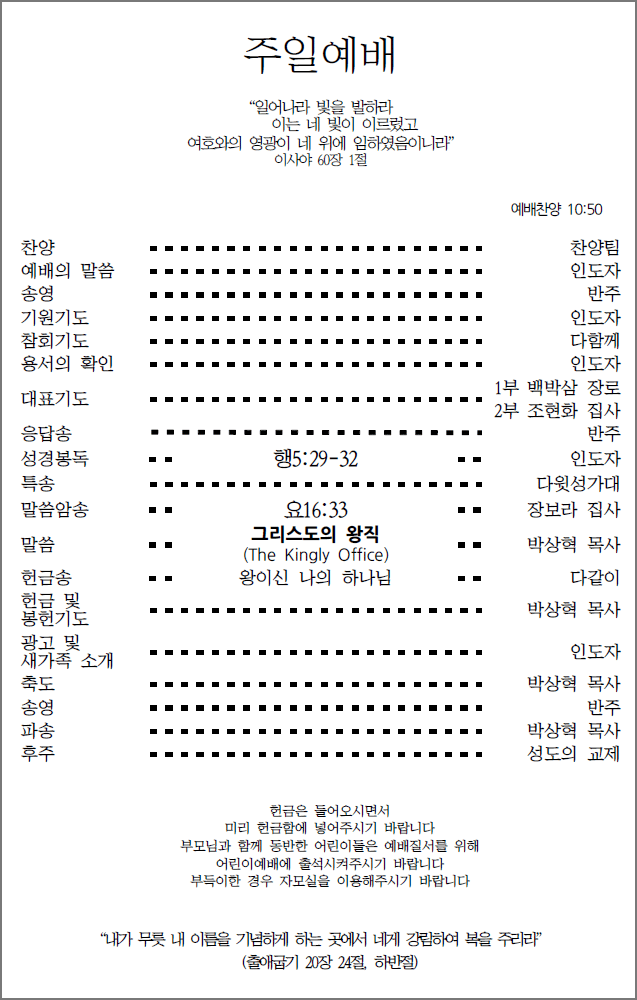 주일예배
“일어나라 빛을 발하라
이는 네 빛이 이르렀고
여호와의 영광이 네 위에 임하였음이니라”
이사야 60장 1절
예배찬양 10:50
찬양 찬양팀
예배의 말씀 인도자
송영 반주
기원기도 인도자
참회기도 다함께
용서의 확인 인도자
대표기도 1부 백박삼 장로
2부 조현화 집사
응답송 반주
성경봉독 행5:29-32 인도자
특송 다윗성가대
말씀암송 요16:33 장보라 집사
말씀 그리스도의 왕직 박상혁 목사
(The Kingly Office)
헌금송 왕이신 나의 하나님 다같이
헌금 및
봉헌기도 박상혁 목사
광고 및
새가족 소개 인도자
축도 박상혁 목사
송영 반주
파송 박상혁 목사
후주 성도의 교제
헌금은 들어오시면서
미리 헌금함에 넣어주시기 바랍니다
부모님과 함께 동반한 어린이들은 예배질서를 위해
어린이예배에 출석시켜주시기 바랍니다
부득이한 경우 자모실을 이용해주시기 바랍니다
“내가 무릇 내 이름을 기념하게 하는 곳에서 네게 강림하여 복을 주리라”
(출애굽기 20장 24절, 하반절)